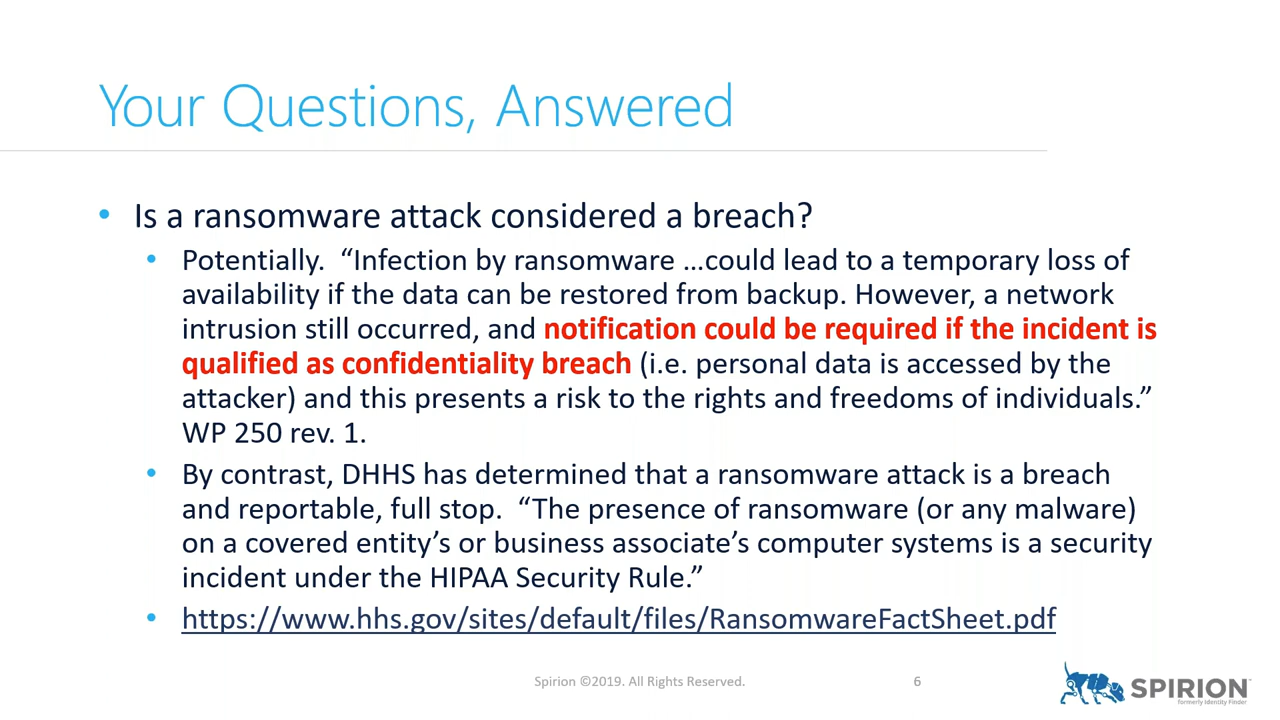 Your Questions, Answered
• Is a ransomware attack considered a breach?
• Potentially.  “Infection by ransomware …could lead to a temporary loss of
availability if the data can be restored from backup. However, a network
intrusion still occurred, and notification could be required if the incident is
qualified as confidentiality breach (i.e. personal data is accessed by the
attacker) and this presents a risk to the rights and freedoms of individuals.”
WP 250 rev. 1.
• By contrast, DHHS has determined that a ransomware attack is a breach
and reportable, full stop.  “The presence of ransomware (or any malware)
on a covered entity’s or business associate’s computer systems is a security
incident under the HIPAA Security Rule.”
• https://www.hhs.gov/sites/default/files/RansomwareFactSheet.pdf
Spirion ©2019. All Rights Reserved.
6
SPIRION
formerly Identity Finder